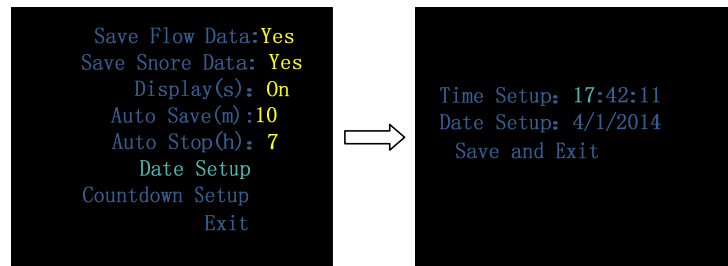 Save Flow Data:Yes
Save Snore Data: Yes
Display(s): On
Auto Save(m):10
Auto Stop(h): 7
Date Setup
Countdown Setup
Exit
Time Setup: 17:42:11
Date Setup: 4/1/2014
Save and Exit